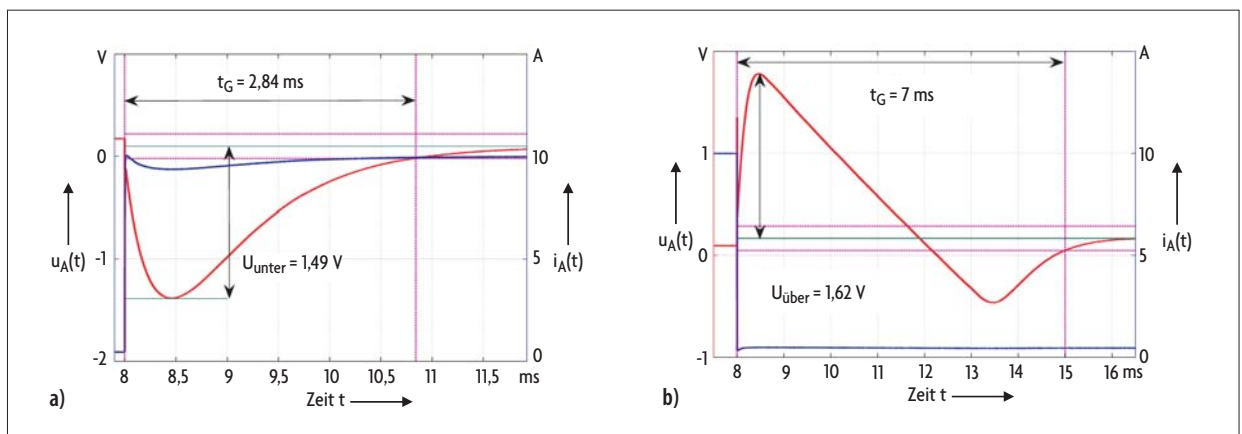 V
A
t_G = 2,84 ms
0
10
u_A(t)
i_A(t)
-1
5
U_unter = 1,49 V
-2
0
8 8,5 9 9,5 10 10,5 11 11,5 ms
Zeit t
a)
V
A
t_G = 7 ms
1
10
u_A(t)
i_A(t)
0
5
U_über = 1,62 V
-1
0
8 9 10 11 12 13 14 15 16 ms
Zeit t
b)